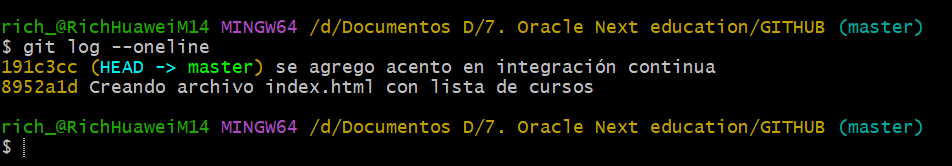 rich_@RichHuaweiM14 MINGW64 /d/Documentos D/7. Oracle Next education/GITHUB (master)
$ git log --oneline
191c3cc (HEAD -> master) se agrego acento en integración continua
8952a1d Creando archivo index.html con lista de cursos
rich_@RichHuaweiM14 MINGW64 /d/Documentos D/7. Oracle Next education/GITHUB (master)
$